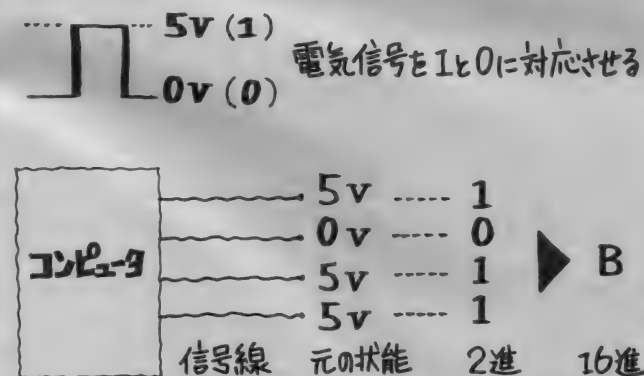 5V (1)
0V (0)
電気信号を1と0に対応させる
コンピュータ
5V ---- 1
0V ---- 0
5V ---- 1
5V ---- 1
B
信号線 元の状態 2進 16進